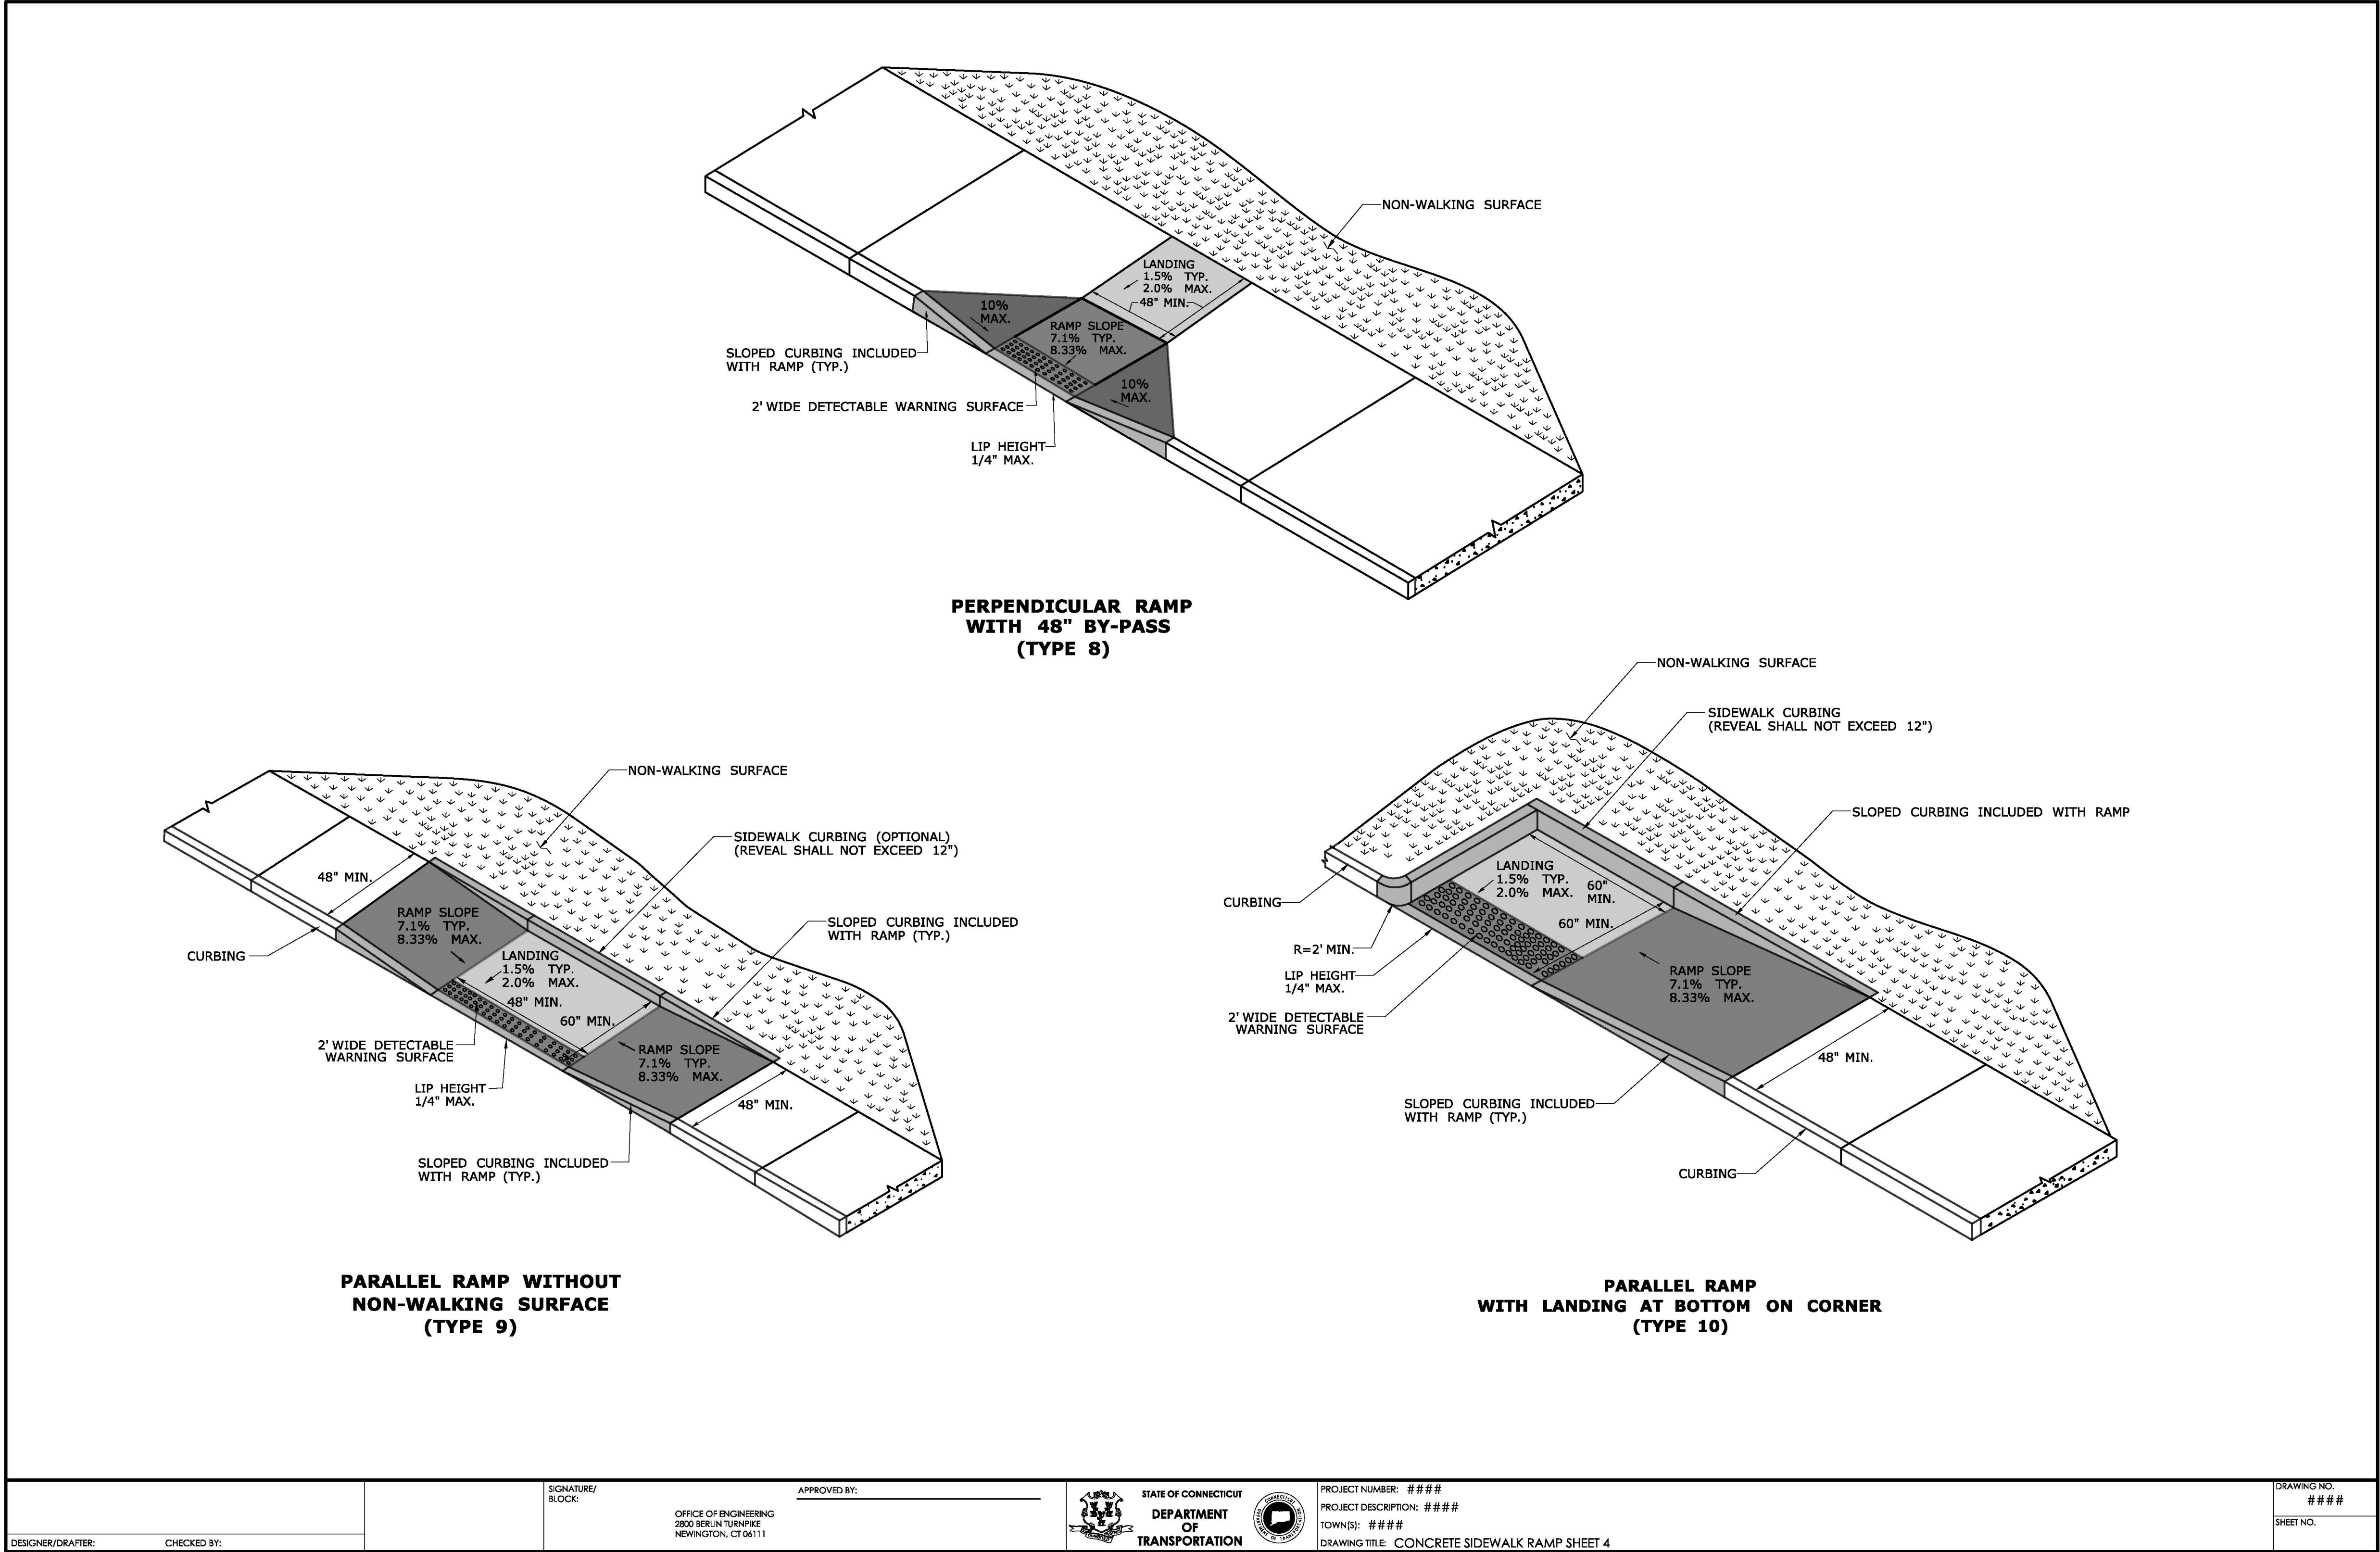 NON-WALKING SURFACE
LANDING
1.5% TYP.
2.0% MAX.
48" MIN.
10%
MAX.
RAMP SLOPE
7.1% TYP.
8.33% MAX.
10%
MAX.
SLOPED CURBING INCLUDED
WITH RAMP (TYP.)
2' WIDE DETECTABLE WARNING SURFACE
LIP HEIGHT
1/4" MAX.
PERPENDICULAR RAMP
WITH 48" BY-PASS
(TYPE 8)
NON-WALKING SURFACE
SIDEWALK CURBING (OPTIONAL)
(REVEAL SHALL NOT EXCEED 12")
48" MIN.
RAMP SLOPE
7.1% TYP.
8.33% MAX.
SLOPED CURBING INCLUDED
WITH RAMP (TYP.)
CURBING
LANDING
1.5% TYP.
2.0% MAX.
48" MIN.
60" MIN.
2' WIDE DETECTABLE
WARNING SURFACE
RAMP SLOPE
7.1% TYP.
8.33% MAX.
LIP HEIGHT
1/4" MAX.
48" MIN.
SLOPED CURBING INCLUDED
WITH RAMP (TYP.)
PARALLEL RAMP WITHOUT
NON-WALKING SURFACE
(TYPE 9)
NON-WALKING SURFACE
SIDEWALK CURBING
(REVEAL SHALL NOT EXCEED 12")
SLOPED CURBING INCLUDED WITH RAMP
LANDING
1.5% TYP.
2.0% MAX.
60"
MIN.
60" MIN.
CURBING
R=2' MIN.
LIP HEIGHT
1/4" MAX.
2' WIDE DETECTABLE
WARNING SURFACE
RAMP SLOPE
7.1% TYP.
8.33% MAX.
48" MIN.
SLOPED CURBING INCLUDED
WITH RAMP (TYP.)
CURBING
PARALLEL RAMP
WITH LANDING AT BOTTOM ON CORNER
(TYPE 10)
DESIGNER/DRAFTER:
CHECKED BY:
SIGNATURE/
BLOCK:
OFFICE OF ENGINEERING
2800 BERLIN TURNPIKE
NEWINGTON, CT 06111
APPROVED BY:
STATE OF CONNECTICUT
DEPARTMENT
OF
TRANSPORTATION
CONNECTICUT
DEPARTMENT OF TRANSPORTATION
PROJECT NUMBER: ####
PROJECT DESCRIPTION: ####
TOWN(S): ####
DRAWING TITLE: CONCRETE SIDEWALK RAMP SHEET 4
DRAWING NO.
####
SHEET NO.